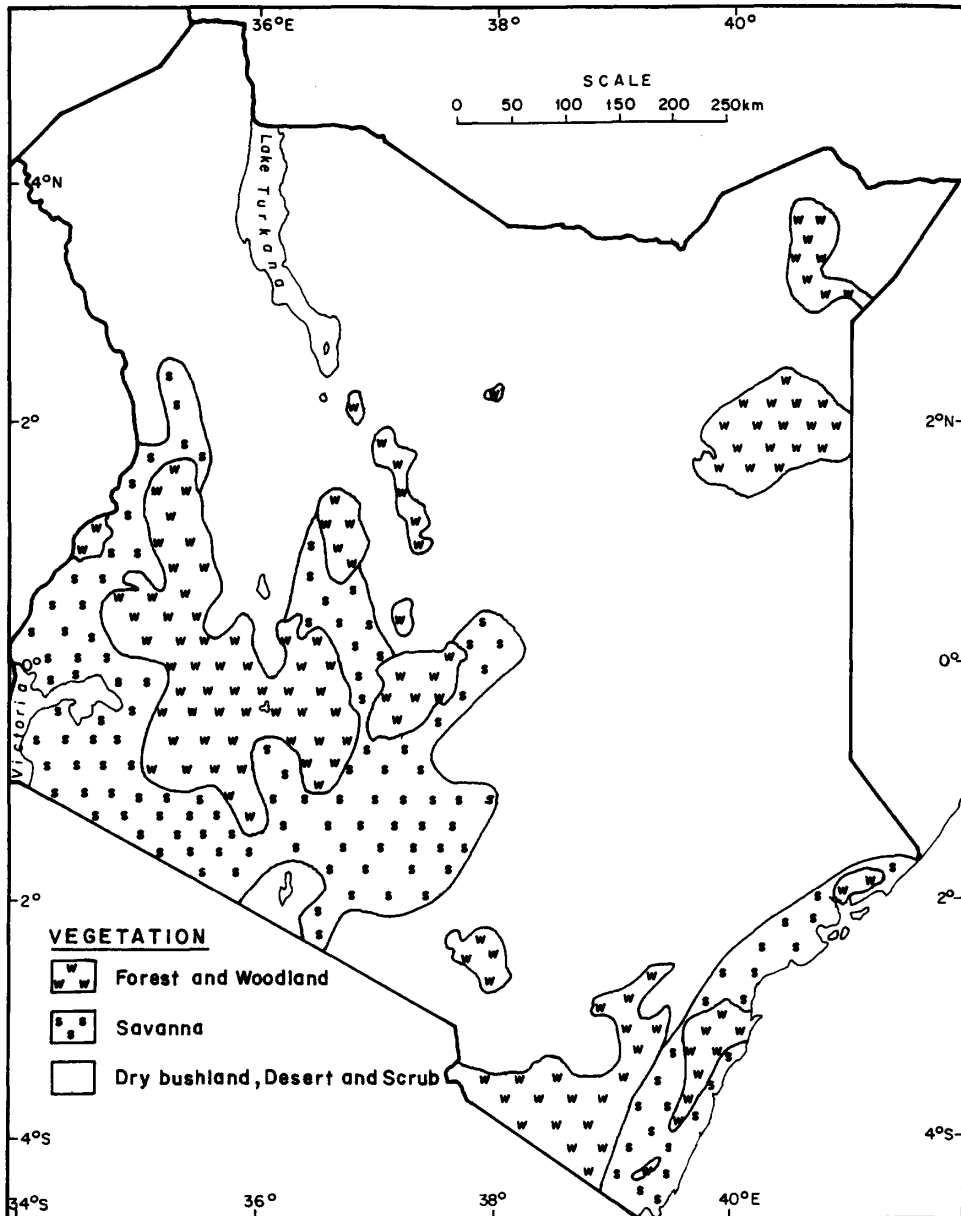 36°E 38° 40°
SCALE
0 50 100 150 200 250km
Lake Turkana
4°N
2° 2°N
0° 0°
Victoria
2° 2°
VEGETATION
Forest and Woodland
Savanna
Dry bushland, Desert and Scrub
4°S 4°S
34°S 36° 38° 40°E